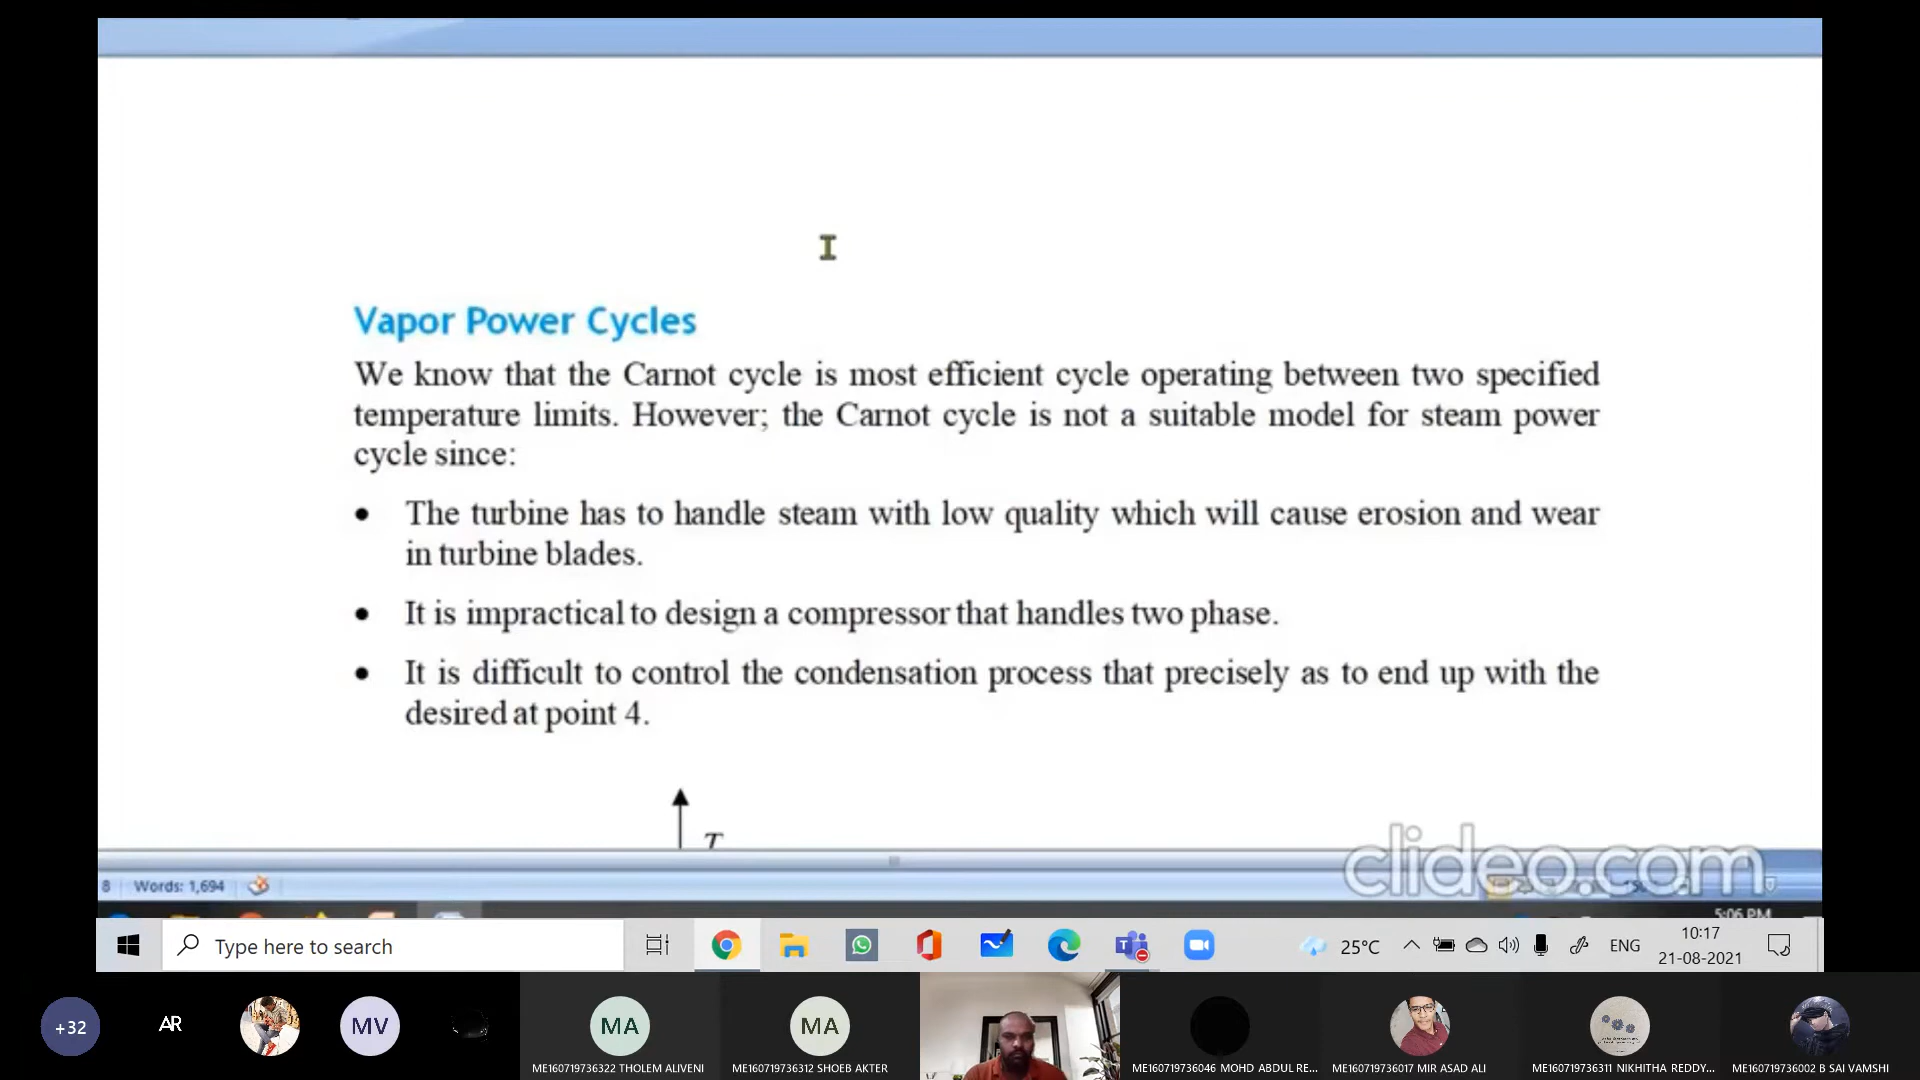 Vapor Power Cycles
We know that the Carnot cycle is most efficient cycle operating between two specified
temperature limits. However; the Carnot cycle is not a suitable model for steam power
cycle since:
• The turbine has to handle steam with low quality which will cause erosion and wear
in turbine blades.
• It is impractical to design a compressor that handles two phase.
• It is difficult to control the condensation process that precisely as to end up with the
desired at point 4.
T
clideo.com
8 Words: 1,694
5:06 PM
Type here to search
25°C
ENG
10:17
21-08-2021
+32
AR
MV
MA
MA
ME160719736322 THOLEM ALIVENI
ME160719736312 SHOEB AKTER
ME160719736046 MOHD ABDUL RE...
ME160719736017 MIR ASAD ALI
ME160719736311 NIKHITHA REDDY...
ME160719736002 B SAI VAMSHI